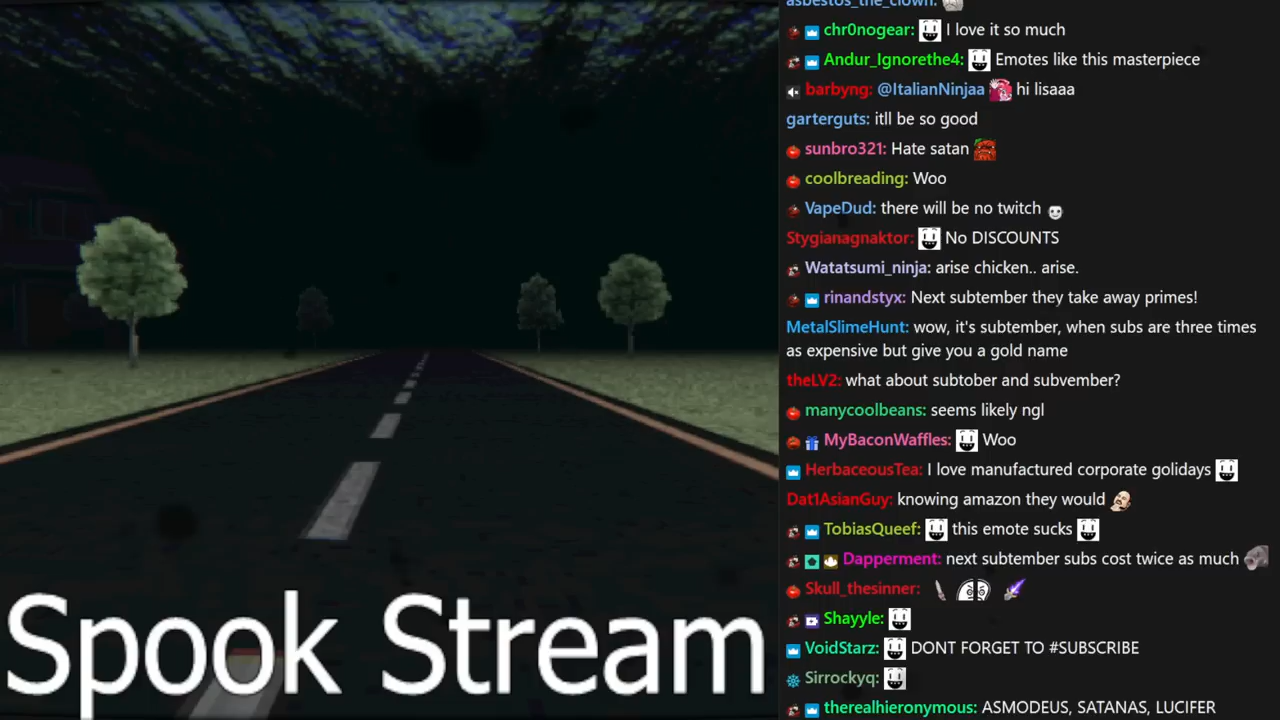 asbestos_the_clown:
chr0nogear: I love it so much
Andur_Ignorethe4: Emotes like this masterpiece
barbyng: @ItalianNinjaa hi lisaaa
garterguts: itll be so good
sunbro321: Hate satan
coolbreading: Woo
VapeDud: there will be no twitch
Stygianagnaktor: No DISCOUNTS
Watatsumi_ninja: arise chicken.. arise.
rinandstyx: Next subtember they take away primes!
MetalSlimeHunt: wow, it's subtember, when subs are three times
as expensive but give you a gold name
theLV2: what about subtober and subvember?
manycoolbeans: seems likely ngl
MyBaconWaffles: Woo
HerbaceousTea: I love manufactured corporate golidays
Dat1AsianGuy: knowing amazon they would
TobiasQueef: this emote sucks
Dapperment: next subtember subs cost twice as much
Skull_thesinner:
Shayyle:
VoidStarz: DONT FORGET TO #SUBSCRIBE
Sirrockyq:
therealhieronymous: ASMODEUS, SATANAS, LUCIFER
Spook Stream